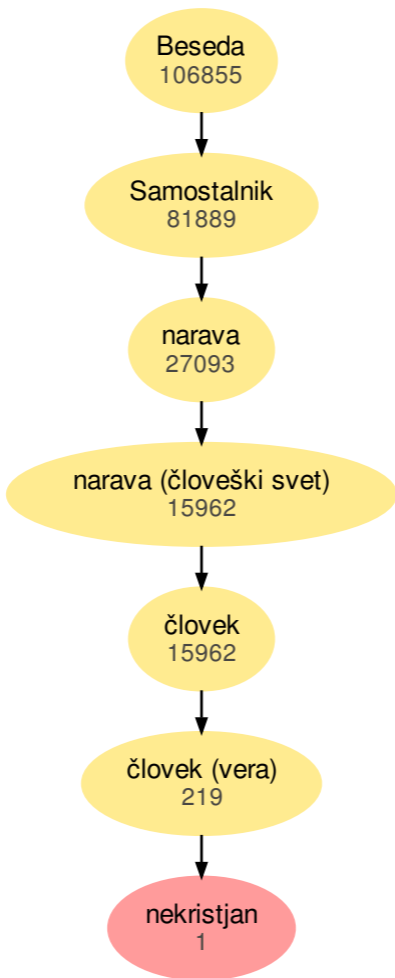 Beseda
106855
Samostalnik
81889
narava
27093
narava (človeški svet)
15962
človek
15962
človek (vera)
219
nekristjan
1